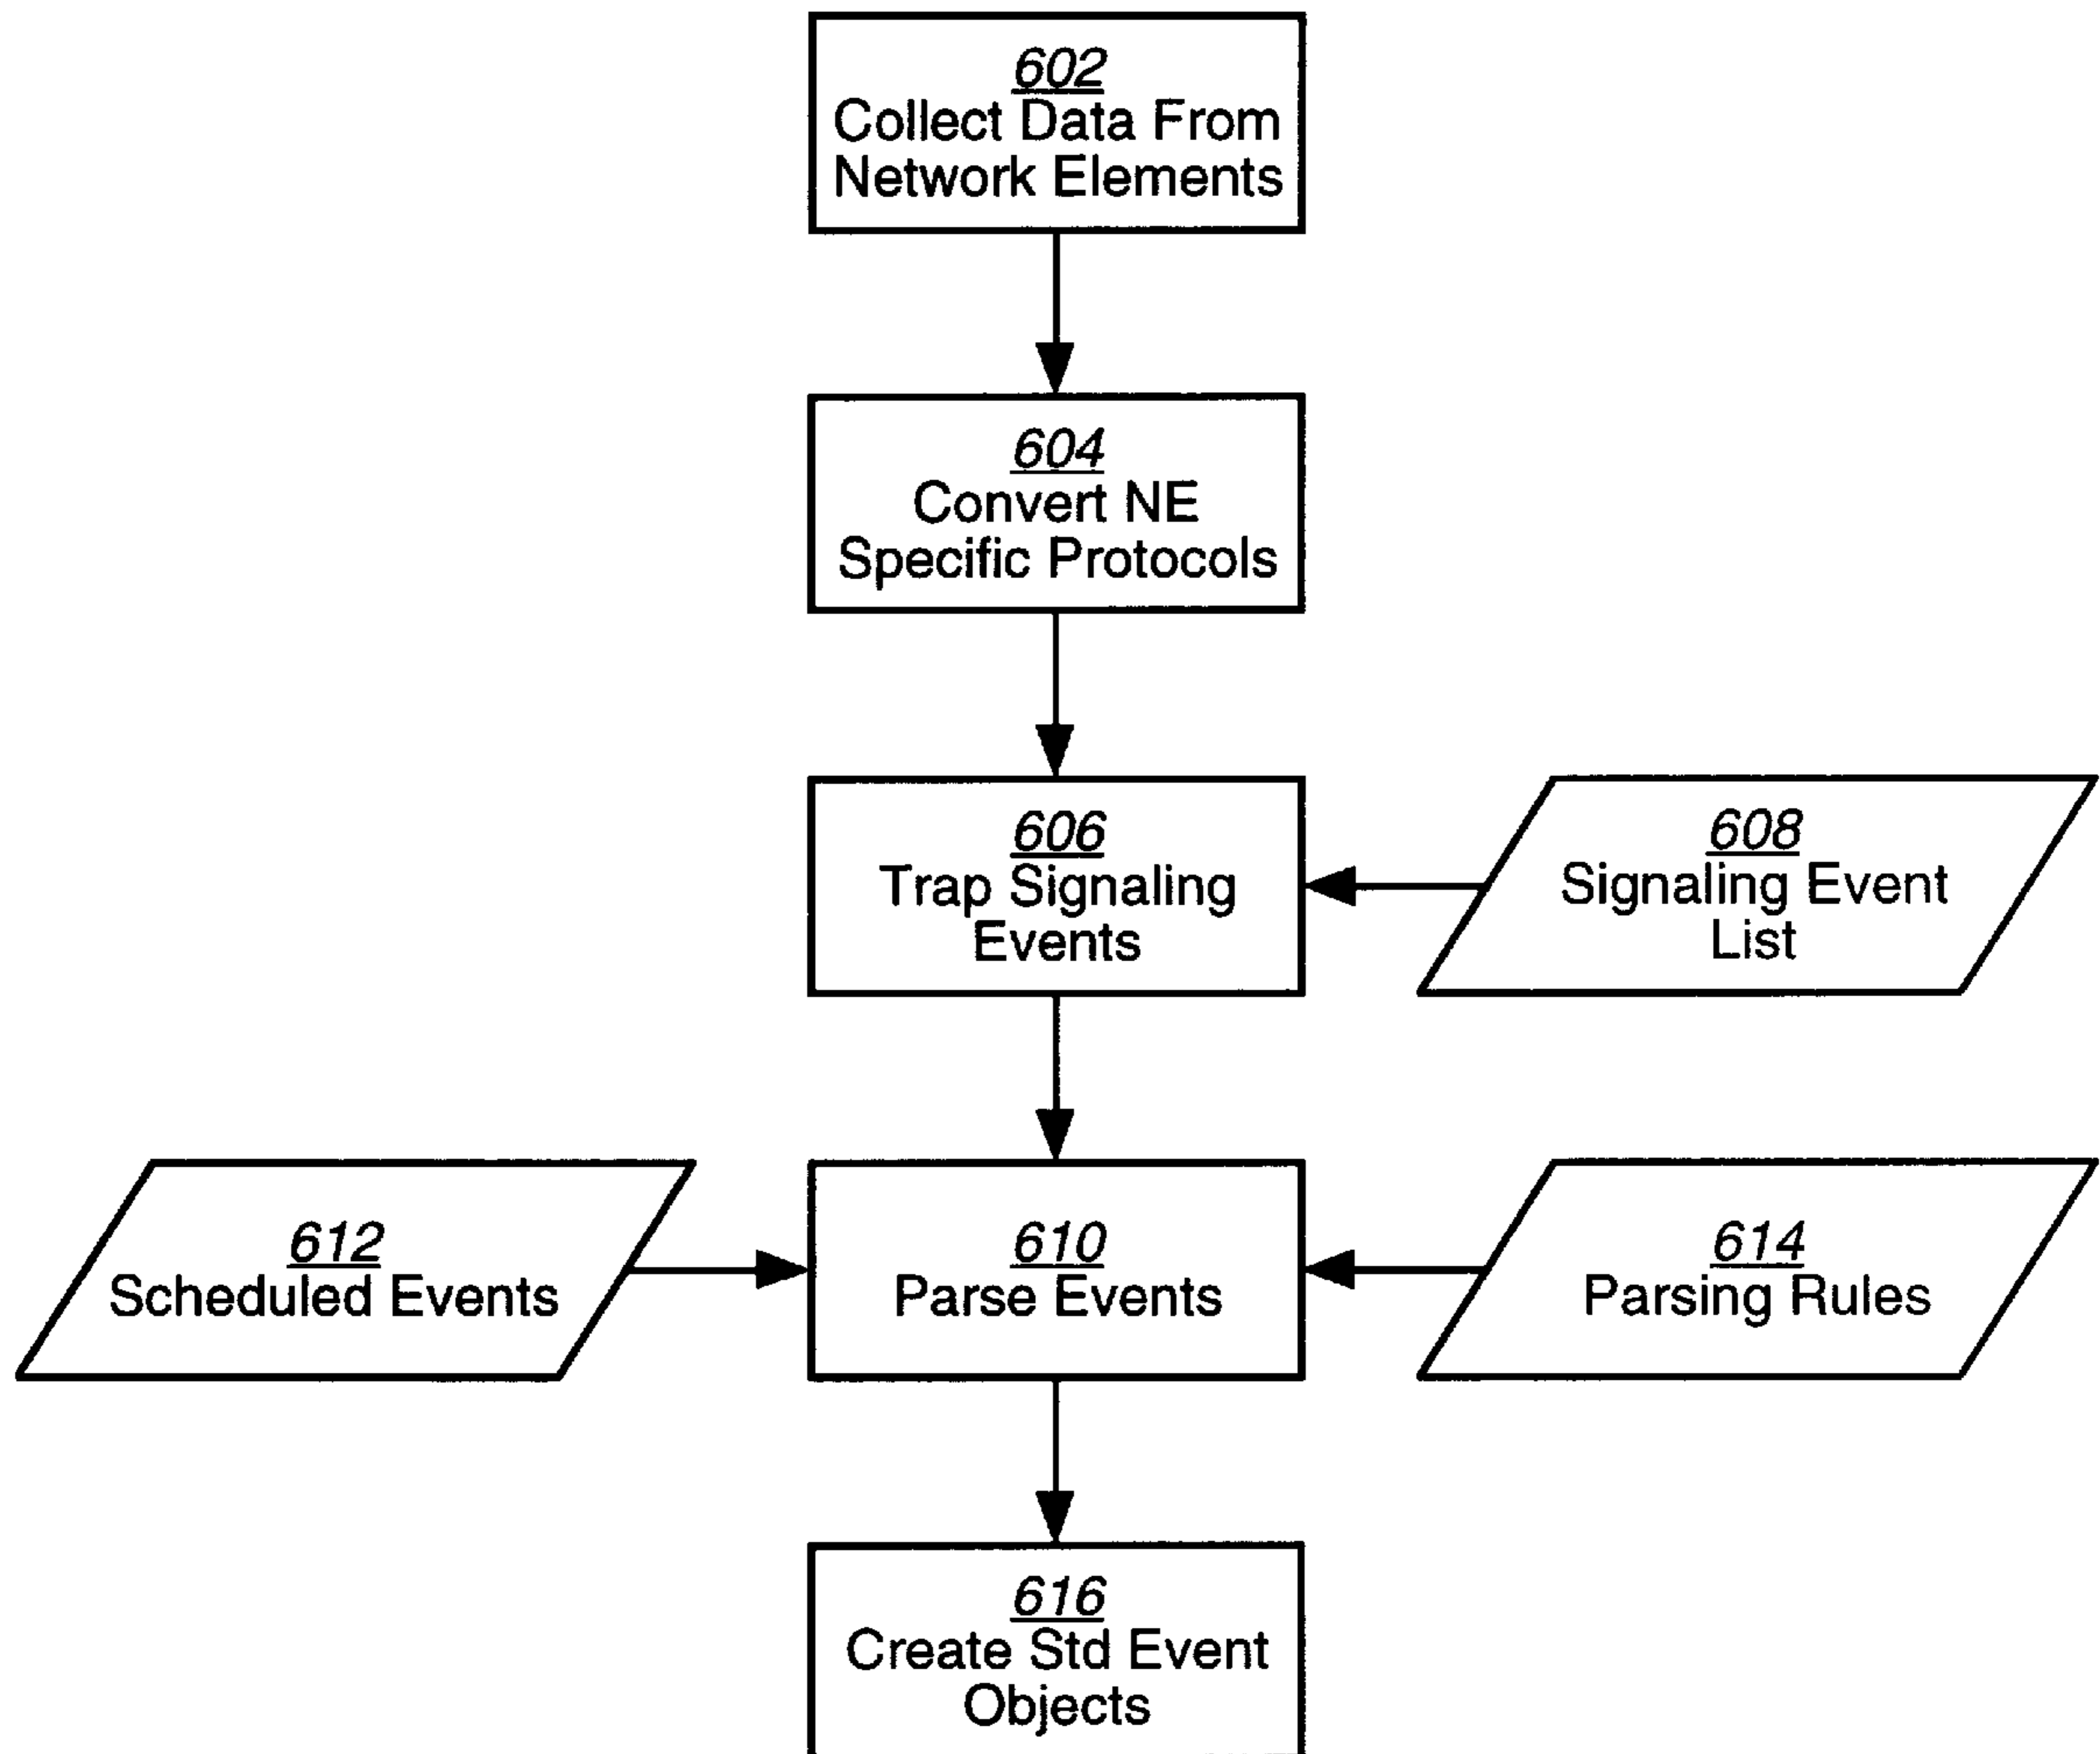 602
Collect Data From
Network Elements
604
Convert NE
Specific Protocols
606
Trap Signaling
Events
608
Signaling Event
List
612
Scheduled Events
610
Parse Events
614
Parsing Rules
616
Create Std Event
Objects